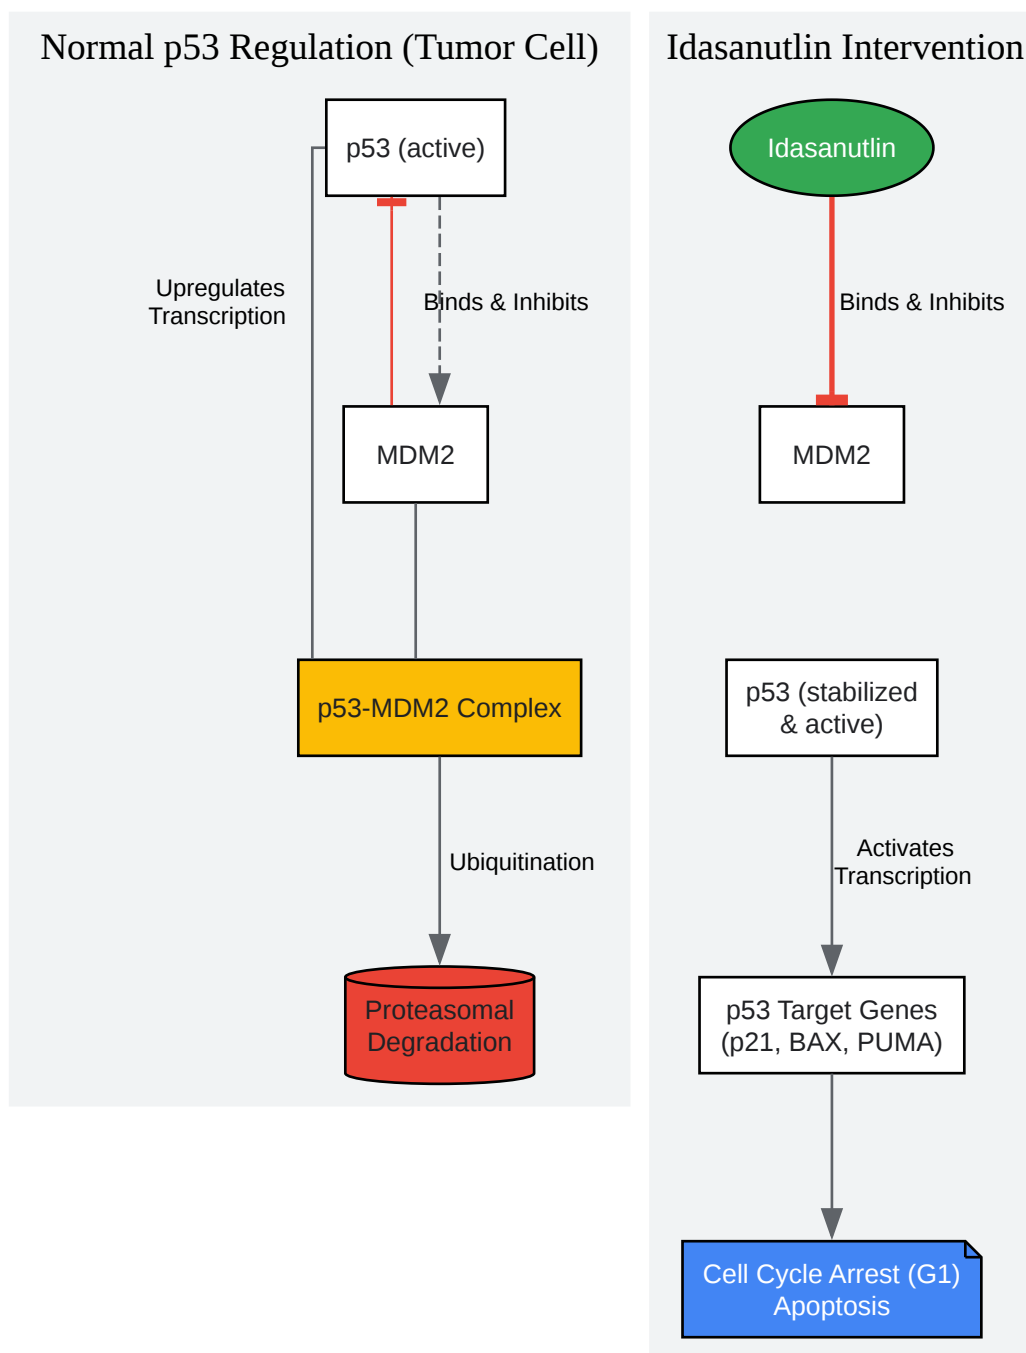 Normal p53 Regulation (Tumor Cell)
p53 (active)
Upregulates
Transcription
Binds & Inhibits
MDM2
p53-MDM2 Complex
Ubiquitination
Proteasomal
Degradation
Idasanutlin Intervention
Idasanutlin
Binds & Inhibits
MDM2
p53 (stabilized
& active)
Activates
Transcription
p53 Target Genes
(p21, BAX, PUMA)
Cell Cycle Arrest (G1)
Apoptosis